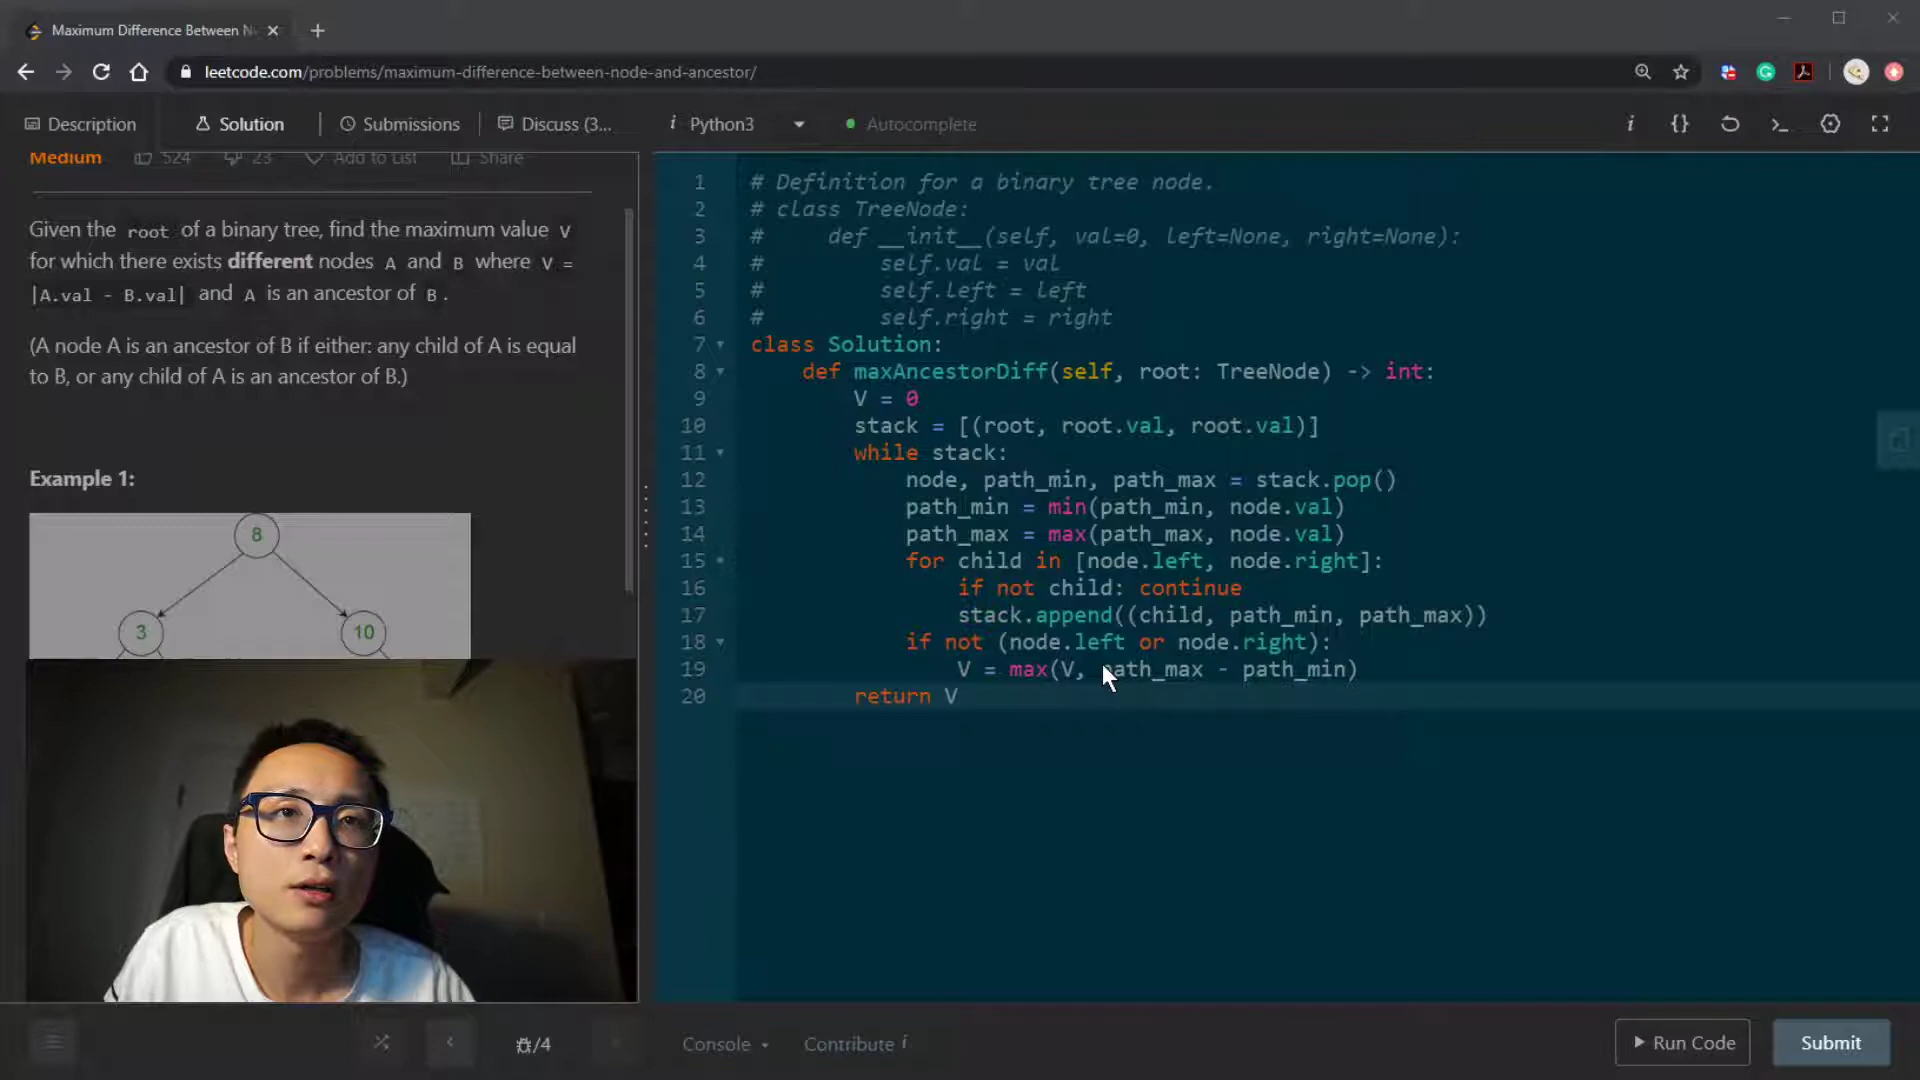 Maximum Difference Between N
leetcode.com/problems/maximum-difference-between-node-and-ancestor/
Description
Solution
Submissions
Discuss (3...
i Python3
Autocomplete
i {}
Medium
524
23
Add to List
Share
Given the root of a binary tree, find the maximum value V
for which there exists different nodes A and B where V =
|A.val - B.val| and A is an ancestor of B.
(A node A is an ancestor of B if either: any child of A is equal
to B, or any child of A is an ancestor of B.)
Example 1:
8
3
10
1 # Definition for a binary tree node.
2 # class TreeNode:
3 #     def __init__(self, val=0, left=None, right=None):
4 #         self.val = val
5 #         self.left = left
6 #         self.right = right
7 class Solution:
8     def maxAncestorDiff(self, root: TreeNode) -> int:
9         V = 0
10         stack = [(root, root.val, root.val)]
11         while stack:
12             node, path_min, path_max = stack.pop()
13             path_min = min(path_min, node.val)
14             path_max = max(path_max, node.val)
15             for child in [node.left, node.right]:
16                 if not child: continue
17                 stack.append((child, path_min, path_max))
18             if not (node.left or node.right):
19                 V = max(V, path_max - path_min)
20         return V
/4
Console
Contribute i
Run Code
Submit